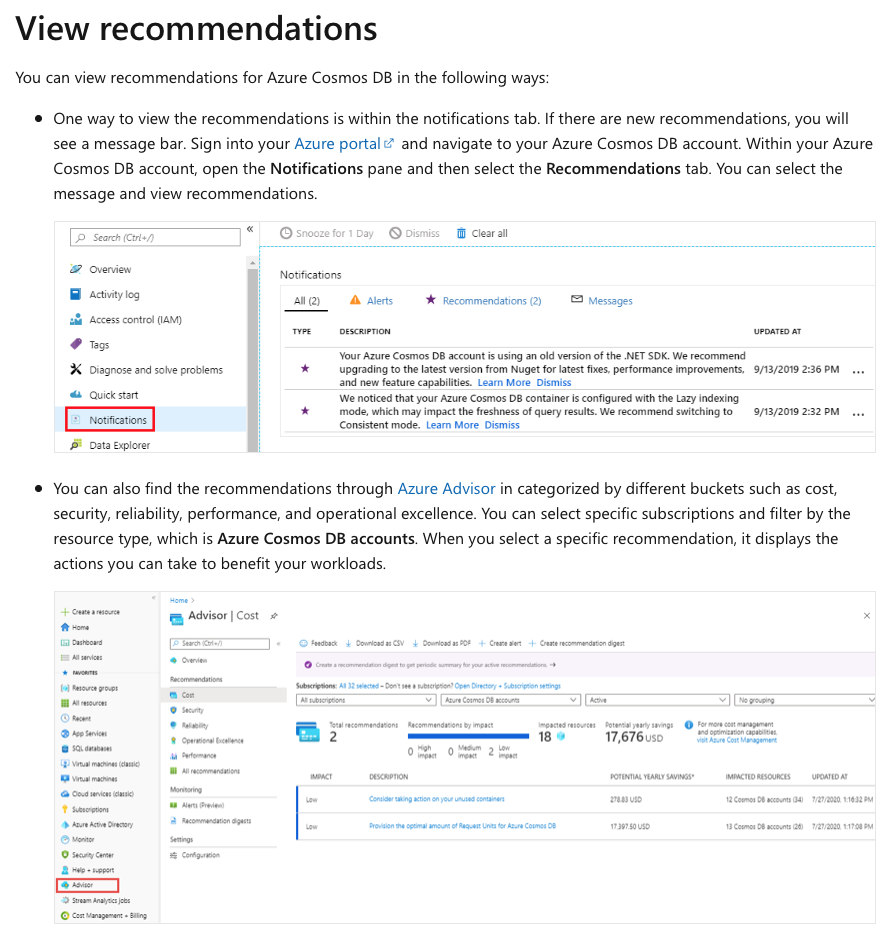 View recommendations
You can view recommendations for Azure Cosmos DB in the following ways:
One way to view the recommendations is within the notifications tab. If there are new recommendations, you will
see a message bar. Sign into your Azure portal and navigate to your Azure Cosmos DB account. Within your Azure
Cosmos DB account, open the Notifications pane and then select the Recommendations tab. You can select the
message and view recommendations.
Search (Ctrl+/)
«
Overview
Activity log
Access control (IAM)
Tags
Diagnose and solve problems
Quick start
Notifications
Data Explorer
Snooze for 1 Day Dismiss Clear all
Notifications
All (2) Alerts Recommendations (2) Messages
TYPE DESCRIPTION UPDATED AT
Your Azure Cosmos DB account is using an old version of the .NET SDK. We recommend
upgrading to the latest version from Nuget for latest fixes, performance improvements, 9/13/2019 2:36 PM ...
and new feature capabilities. Learn More Dismiss
We noticed that your Azure Cosmos DB container is configured with the Lazy indexing
mode, which may impact the freshness of query results. We recommend switching to 9/13/2019 2:32 PM ...
Consistent mode. Learn More Dismiss
You can also find the recommendations through Azure Advisor in categorized by different buckets such as cost,
security, reliability, performance, and operational excellence. You can select specific subscriptions and filter by the
resource type, which is Azure Cosmos DB accounts. When you select a specific recommendation, it displays the
actions you can take to benefit your workloads.
«
Create a resource
Home
Dashboard
All services
FAVORITES
Resource groups
All resources
Recent
App Services
SQL databases
Virtual machines (classic)
Virtual machines
Cloud services (classic)
Subscriptions
Azure Active Directory
Monitor
Security Center
Help + support
Advisor
Stream Analytics jobs
Cost Management + Billing
Home >
Advisor | Cost
Search (Ctrl+/) «
Overview
Recommendations
Cost
Security
Reliability
Operational Excellence
Performance
All recommendations
Monitoring
Alerts (Preview)
Recommendation digests
Settings
Configuration
Feedback Download as CSV Download as PDF Create alert Create recommendation digest
Create a recommendation digest to get periodic summary for your active recommendations. →
Subscriptions: All 32 selected – Don't see a subscription? Open Directory + Subscription settings
All subscriptions Azure Cosmos DB accounts Active No grouping
Total recommendations
2
Recommendations by impact
0 High impact 0 Medium impact 2 Low impact
Impacted resources
18
Potential yearly savings
17,676 USD
For more cost management
and optimization capabilities,
visit Azure Cost Management
IMPACT DESCRIPTION POTENTIAL YEARLY SAVINGS* IMPACTED RESOURCES UPDATED AT
Low Consider taking action on your unused containers 278.83 USD 12 Cosmos DB accounts (34) 7/27/2020, 1:16:32 PM
Low Provision the optimal amount of Request Units for Azure Cosmos DB 17,397.50 USD 13 Cosmos DB accounts (26) 7/27/2020, 1:17:08 PM